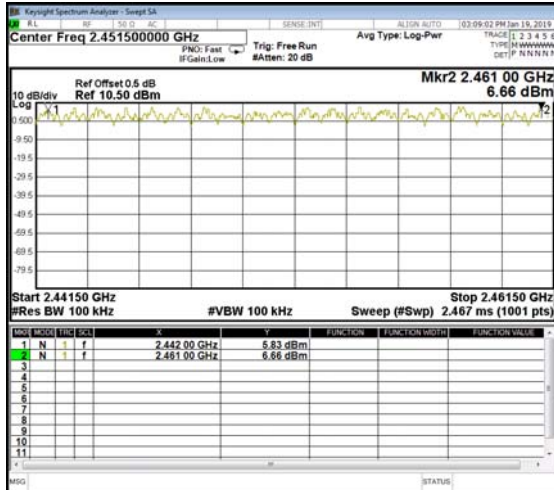 Keysight Spectrum Analyzer - Swept SA
RL RF 50 Ω AC SENSE:INT ALIGN AUTO 03:09:02 PM Jan 19, 2019
Center Freq 2.451500000 GHz Avg Type: Log-Pwr TRACE 1 2 3 4 5 6
PNO: Fast Trig: Free Run TYPE
IFGain:Low #Atten: 20 dB DET P NNNNN
Ref Offset 0.5 dB Mkr2 2.461 00 GHz
10 dB/div Ref 10.50 dBm 6.66 dBm
Log
1 2
0.500
-9.50
-19.5
-29.5
-39.5
-49.5
-59.5
-69.5
-79.5
Start 2.44150 GHz Stop 2.46150 GHz
#Res BW 100 kHz #VBW 100 kHz Sweep (#Swp) 2.467 ms (1001 pts)
MKR MODE TRC SCL X Y FUNCTION FUNCTION WIDTH FUNCTION VALUE
1 N 1 f 2.442 00 GHz 5.83 dBm
2 N 1 f 2.461 00 GHz 6.66 dBm
3
4
5
6
7
8
9
10
11
MSG STATUS